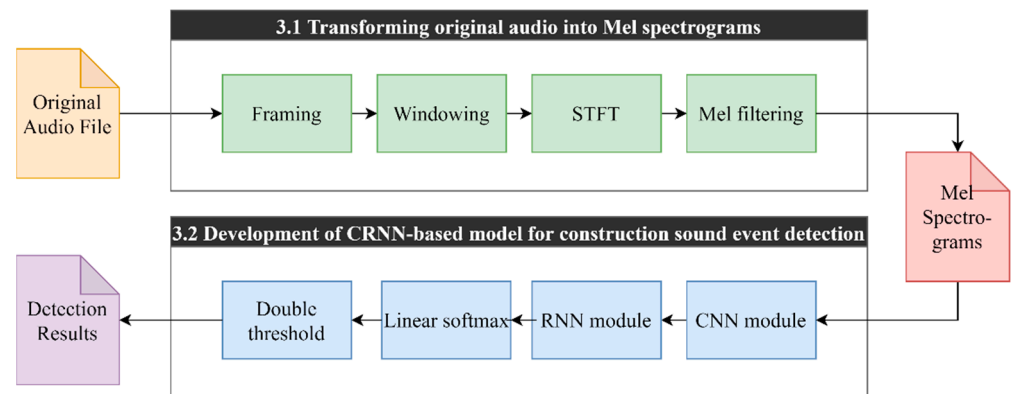 3.1 Transforming original audio into Mel spectrograms
Original
Audio File
Framing
Windowing
STFT
Mel filtering
Mel
Spectro-
grams
3.2 Development of CRNN-based model for construction sound event detection
Detection
Results
Double
threshold
Linear softmax
RNN module
CNN module